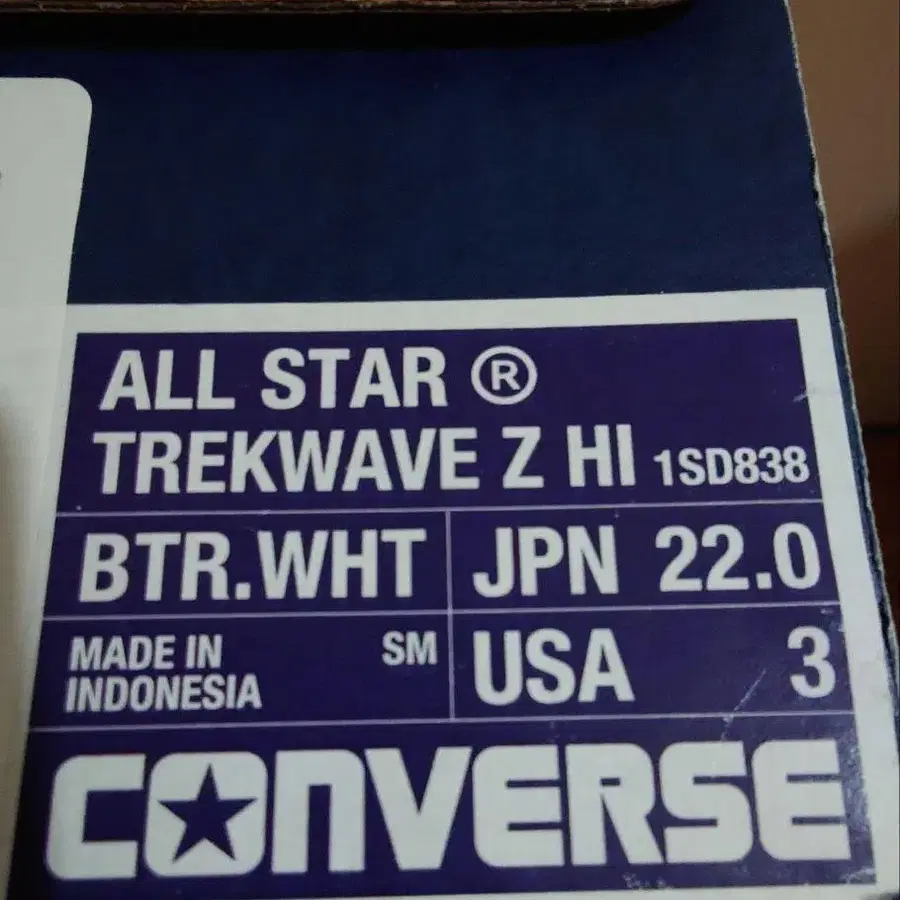 ALL STAR ®
TREKWAVE Z HI 1SD838
BTR.WHT JPN 22.0
MADE IN INDONESIA SM USA 3
CONVERSE